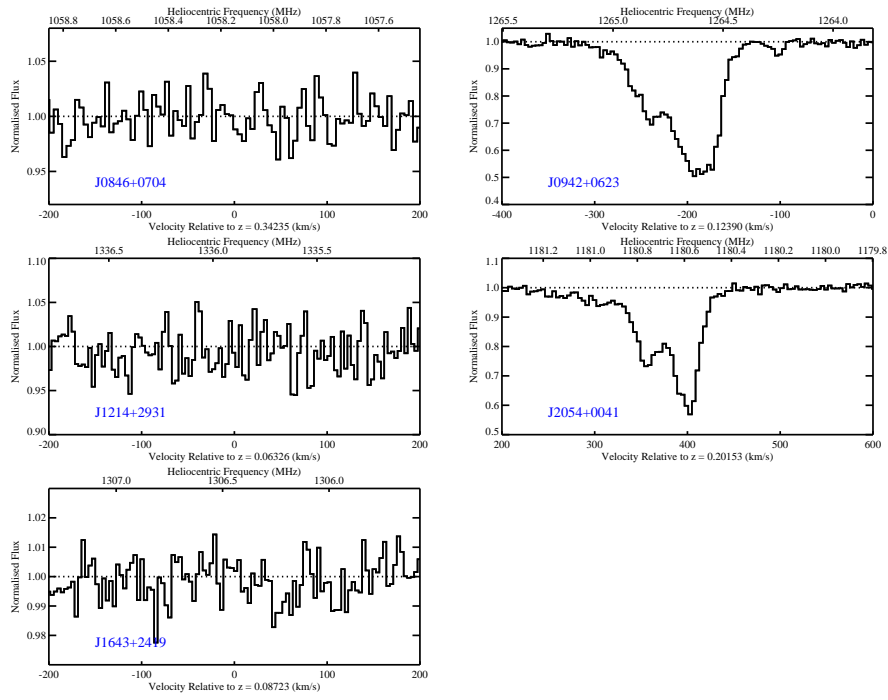 Heliocentric Frequency (MHz)
1058.8 1058.6 1058.4 1058.2 1058.0 1057.8 1057.6
1.05
1.00
0.95
Normalised Flux
J0846+0704
-200 -100 0 100 200
Velocity Relative to z = 0.34235 (km/s)
Heliocentric Frequency (MHz)
1265.5 1265.0 1264.5 1264.0
1.0
0.9
0.8
0.7
0.6
0.5
0.4
Normalised Flux
J0942+0623
-400 -300 -200 -100 0
Velocity Relative to z = 0.12390 (km/s)
Heliocentric Frequency (MHz)
1336.5 1336.0 1335.5
1.10
1.05
1.00
0.95
0.90
Normalised Flux
J1214+2931
-200 -100 0 100 200
Velocity Relative to z = 0.06326 (km/s)
Heliocentric Frequency (MHz)
1181.2 1181.0 1180.8 1180.6 1180.4 1180.2 1180.0 1179.8
1.1
1.0
0.9
0.8
0.7
0.6
0.5
Normalised Flux
J2054+0041
200 300 400 500 600
Velocity Relative to z = 0.20153 (km/s)
Heliocentric Frequency (MHz)
1307.0 1306.5 1306.0
1.02
1.01
1.00
0.99
0.98
Normalised Flux
J1643+2419
-200 -100 0 100 200
Velocity Relative to z = 0.08723 (km/s)